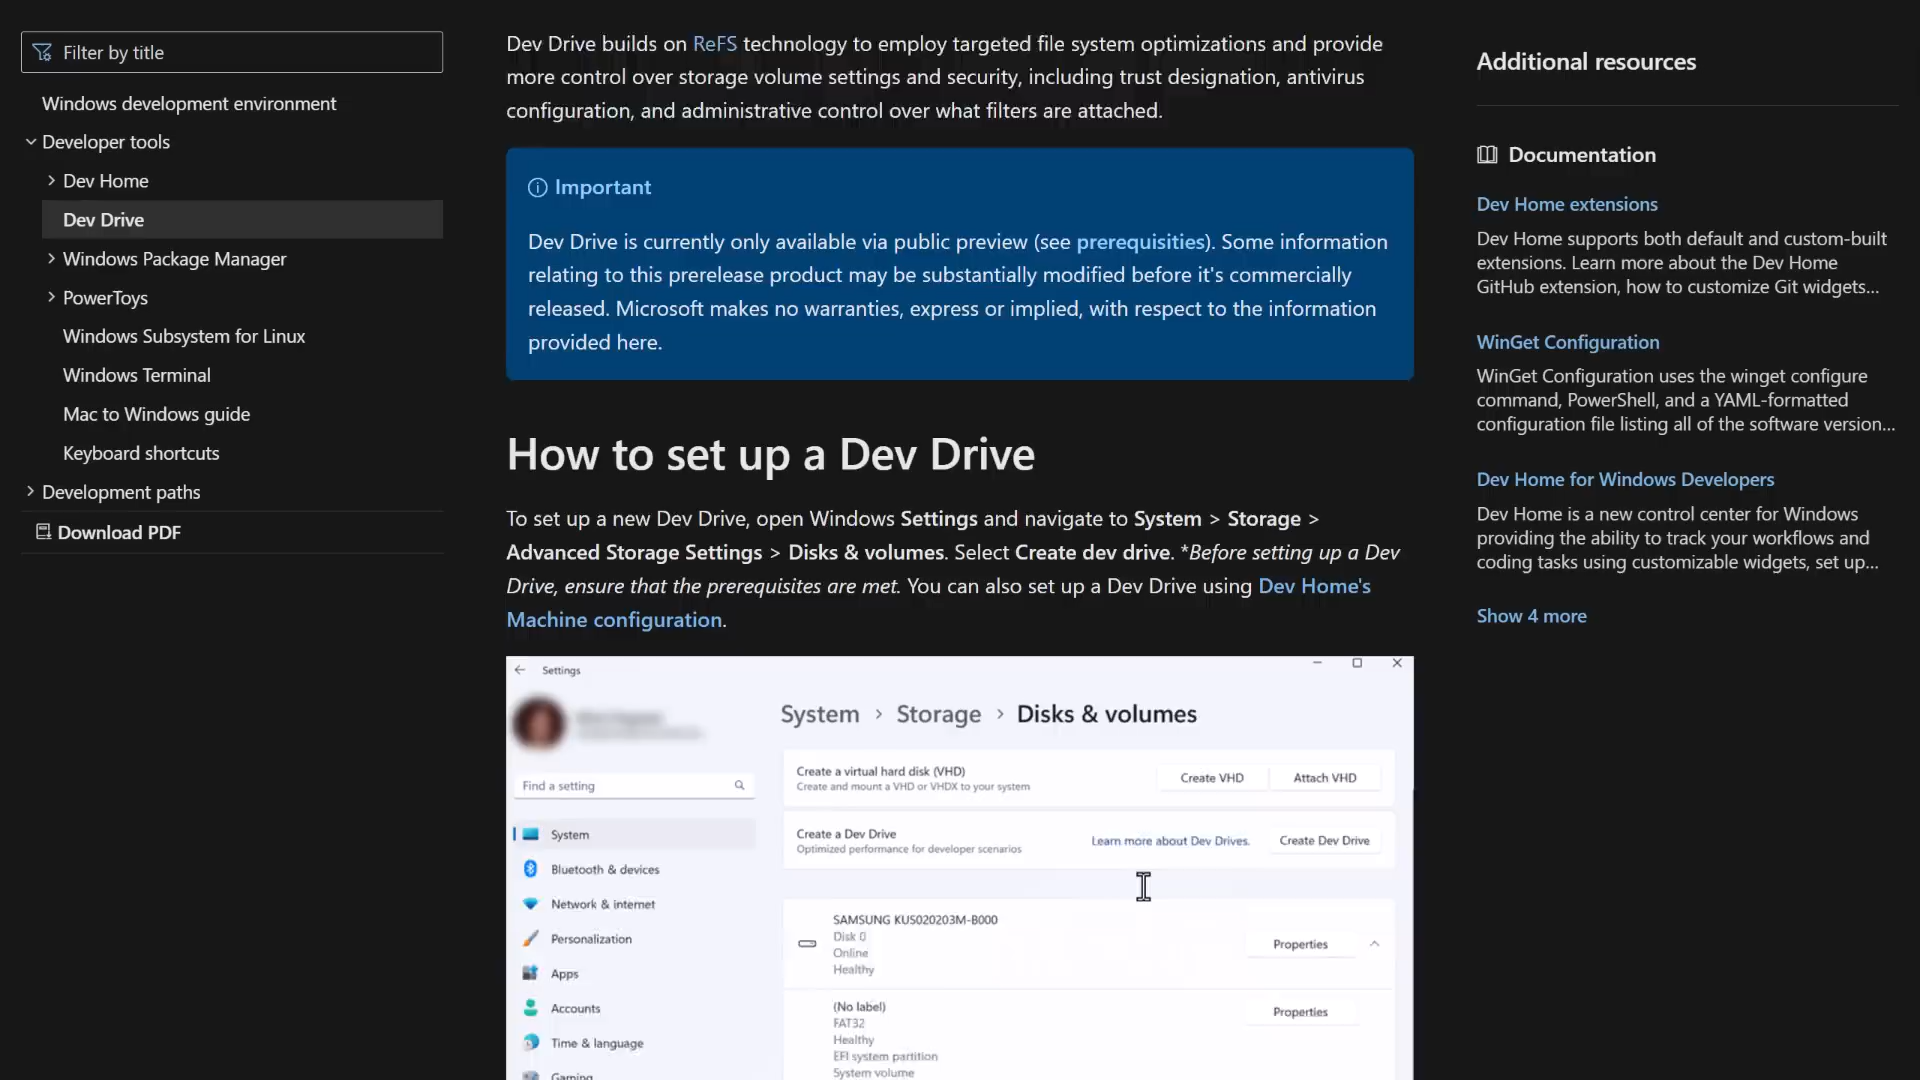 Filter by title
Windows development environment
Developer tools
Dev Home
Dev Drive
Windows Package Manager
PowerToys
Windows Subsystem for Linux
Windows Terminal
Mac to Windows guide
Keyboard shortcuts
Development paths
Download PDF
Dev Drive builds on ReFS technology to employ targeted file system optimizations and provide
more control over storage volume settings and security, including trust designation, antivirus
configuration, and administrative control over what filters are attached.
Important
Dev Drive is currently only available via public preview (see prerequisities). Some information
relating to this prerelease product may be substantially modified before it's commercially
released. Microsoft makes no warranties, express or implied, with respect to the information
provided here.
How to set up a Dev Drive
To set up a new Dev Drive, open Windows Settings and navigate to System > Storage >
Advanced Storage Settings > Disks & volumes. Select Create dev drive. *Before setting up a Dev
Drive, ensure that the prerequisites are met. You can also set up a Dev Drive using Dev Home's
Machine configuration.
Settings
Find a setting
System
Bluetooth & devices
Network & internet
Personalization
Apps
Accounts
Time & language
Gaming
System > Storage > Disks & volumes
Create a virtual hard disk (VHD)
Create and mount a VHD or VHDX to your system
Create VHD
Attach VHD
Create a Dev Drive
Optimized performance for developer scenarios
Learn more about Dev Drives.
Create Dev Drive
SAMSUNG KUS020203M-B000
Disk 0
Online
Healthy
Properties
(No label)
FAT32
Healthy
EFI system partition
System volume
Properties
Additional resources
Documentation
Dev Home extensions
Dev Home supports both default and custom-built
extensions. Learn more about the Dev Home
GitHub extension, how to customize Git widgets...
WinGet Configuration
WinGet Configuration uses the winget configure
command, PowerShell, and a YAML-formatted
configuration file listing all of the software version...
Dev Home for Windows Developers
Dev Home is a new control center for Windows
providing the ability to track your workflows and
coding tasks using customizable widgets, set up...
Show 4 more